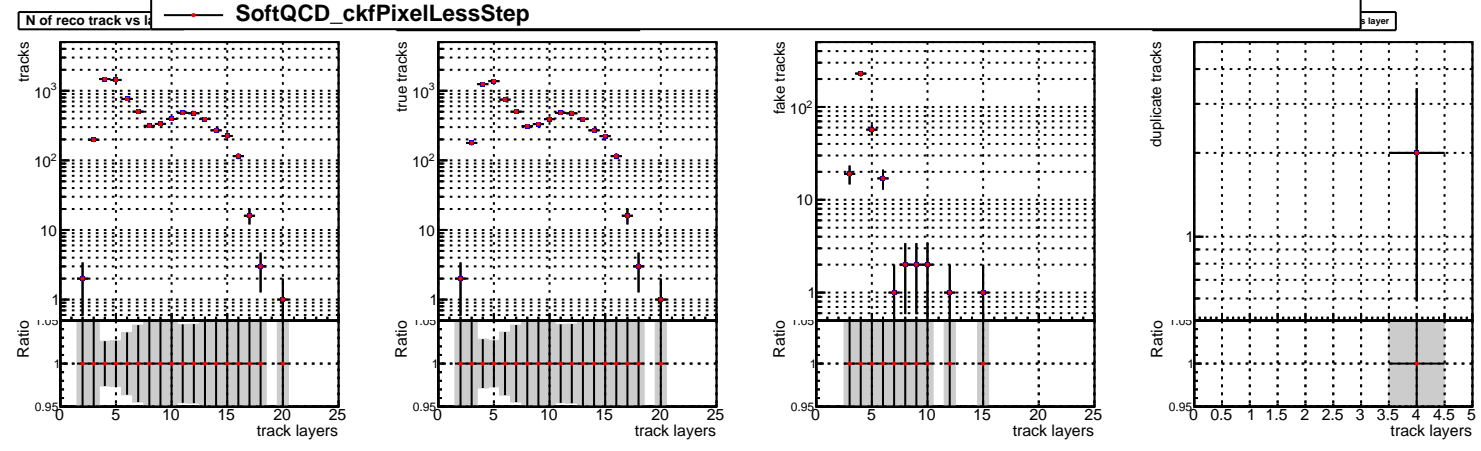 SoftQCD_ckfPixelLessStep
N of reco track vs la
s layer
tracks
10³
10²
10
1
Ratio
1.05
1
0.95
0 5 10 15 20 25
track layers
true tracks
10³
10²
10
1
Ratio
1.05
1
0.95
0 5 10 15 20 25
track layers
fake tracks
10²
10
1
Ratio
1.05
1
0.95
0 5 10 15 20 25
track layers
duplicate tracks
1
Ratio
1.05
1
0.95
0 0.5 1 1.5 2 2.5 3 3.5 4 4.5 5
track layers